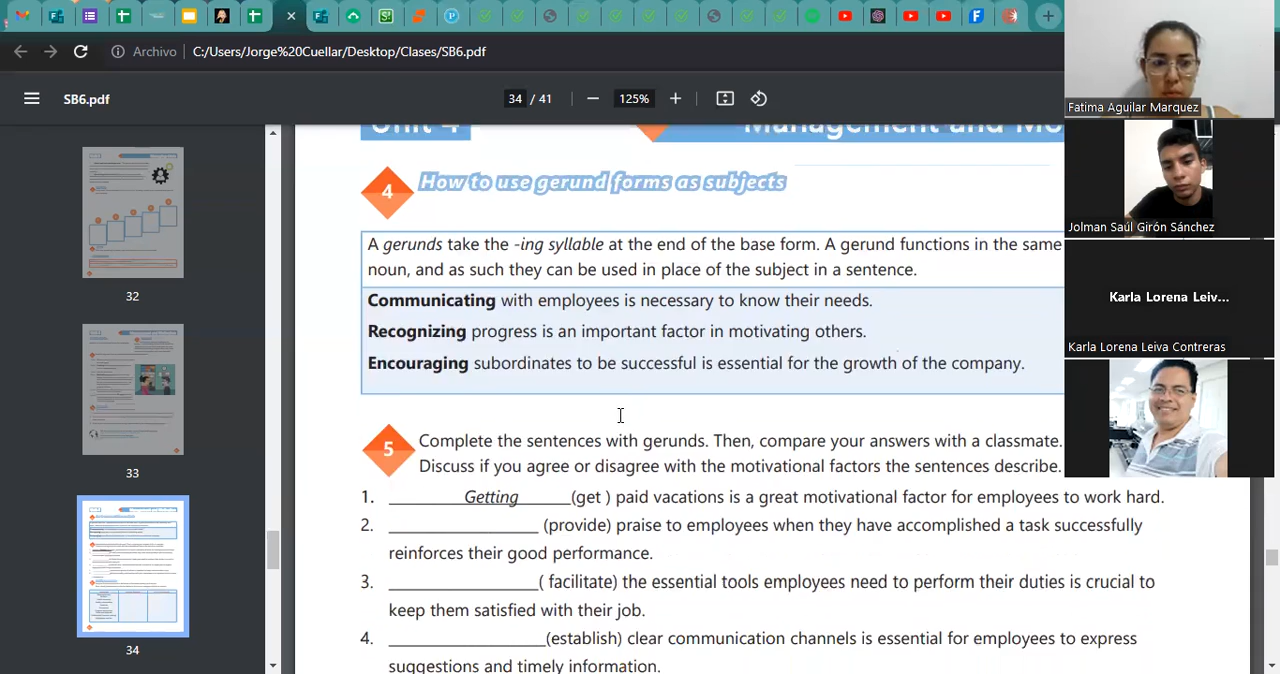 Archivo
C:/Users/Jorge%20Cuellar/Desktop/Clases/SB6.pdf
SB6.pdf
34 / 41
125%
32
33
34
Unit 4
Management and Mo
4
How to use gerund forms as subjects
A gerunds take the -ing syllable at the end of the base form. A gerund functions in the same
noun, and as such they can be used in place of the subject in a sentence.
Communicating with employees is necessary to know their needs.
Recognizing progress is an important factor in motivating others.
Encouraging subordinates to be successful is essential for the growth of the company.
5
Complete the sentences with gerunds. Then, compare your answers with a classmate.
Discuss if you agree or disagree with the motivational factors the sentences describe.
1. __________Getting_______(get ) paid vacations is a great motivational factor for employees to work hard.
2. ____________________ (provide) praise to employees when they have accomplished a task successfully
reinforces their good performance.
3. ____________________( facilitate) the essential tools employees need to perform their duties is crucial to
keep them satisfied with their job.
4. _____________________(establish) clear communication channels is essential for employees to express
suggestions and timely information.
Fatima Aguilar Marquez
Jolman Saúl Girón Sánchez
Karla Lorena Leiv...
Karla Lorena Leiva Contreras